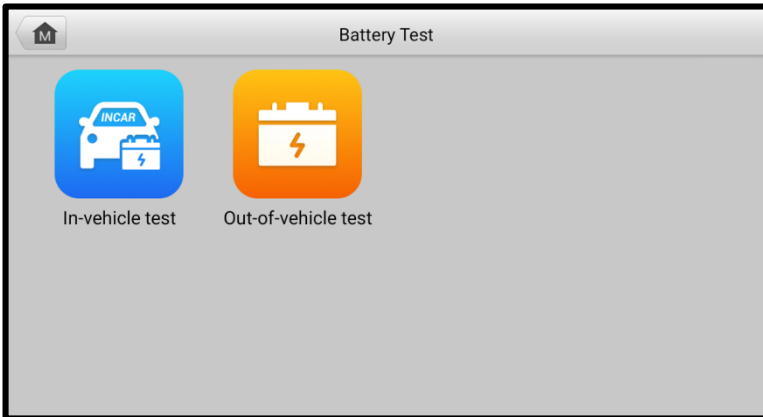 M
Battery Test
INCAR
In-vehicle test
Out-of-vehicle test